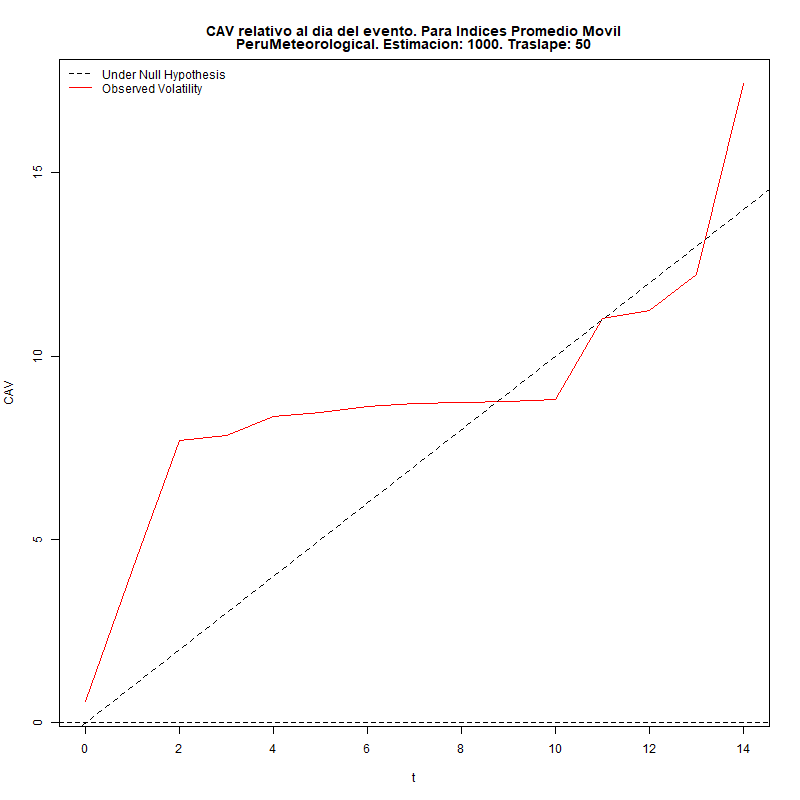 CAV relativo al dia del evento. Para Indices Promedio Movil
PeruMeteorological. Estimacion: 1000. Traslape: 50
Under Null Hypothesis
Observed Volatility
15
10
5
0
CAV
0 2 4 6 8 10 12 14
t